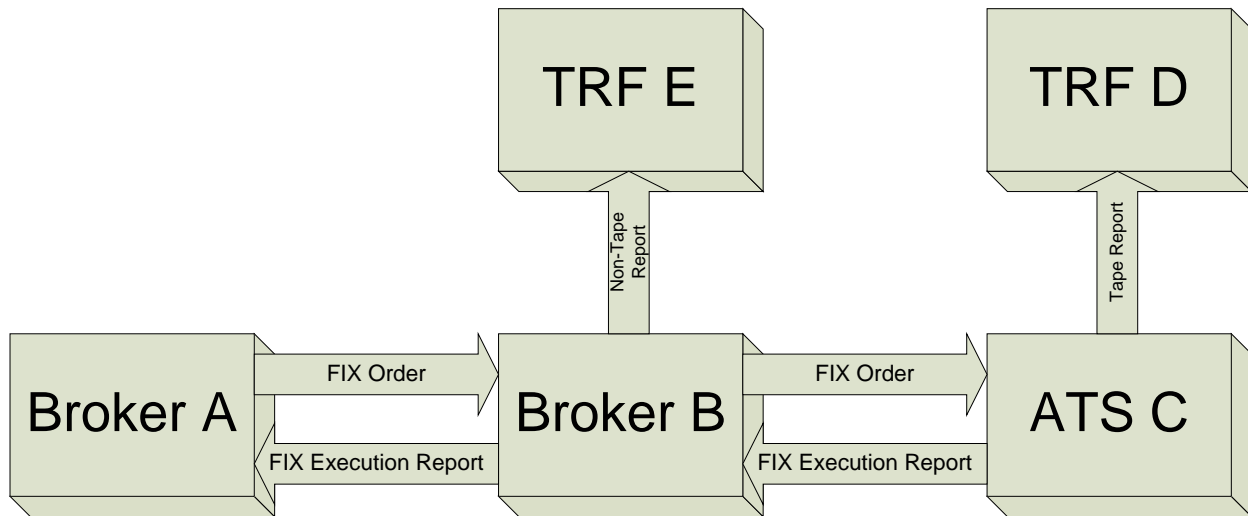 TRF E
TRF D
Non-Tape
Report
Tape Report
Broker A
FIX Order
FIX Execution Report
Broker B
FIX Order
FIX Execution Report
ATS C